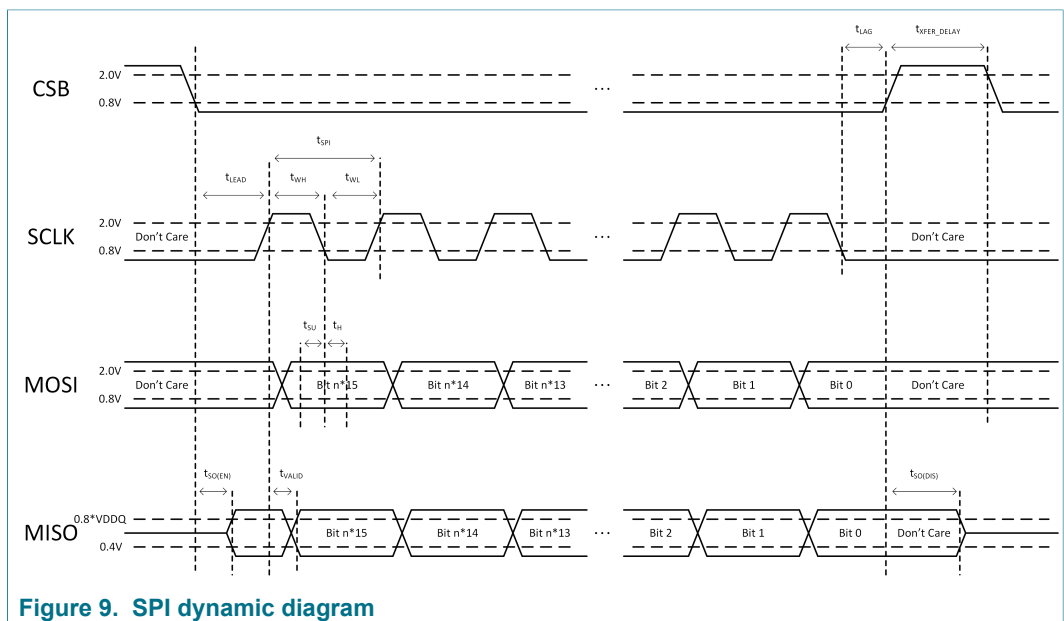 tLAG
tXFER_DELAY
2.0V
CSB
0.8V
...
...
tSPI
tLEAD
tWH
tWL
2.0V
SCLK
Don't Care
...
Don't Care
0.8V
tSU
tH
2.0V
MOSI
Don't Care
Bit n*15
Bit n*14
Bit n*13
...
Bit 2
Bit 1
Bit 0
Don't Care
0.8V
tSO(EN)
tVALID
tSO(DIS)
0.8*VDDQ
MISO
Bit n*15
Bit n*14
Bit n*13
...
Bit 2
Bit 1
Bit 0
Don't Care
0.4V
Figure 9. SPI dynamic diagram